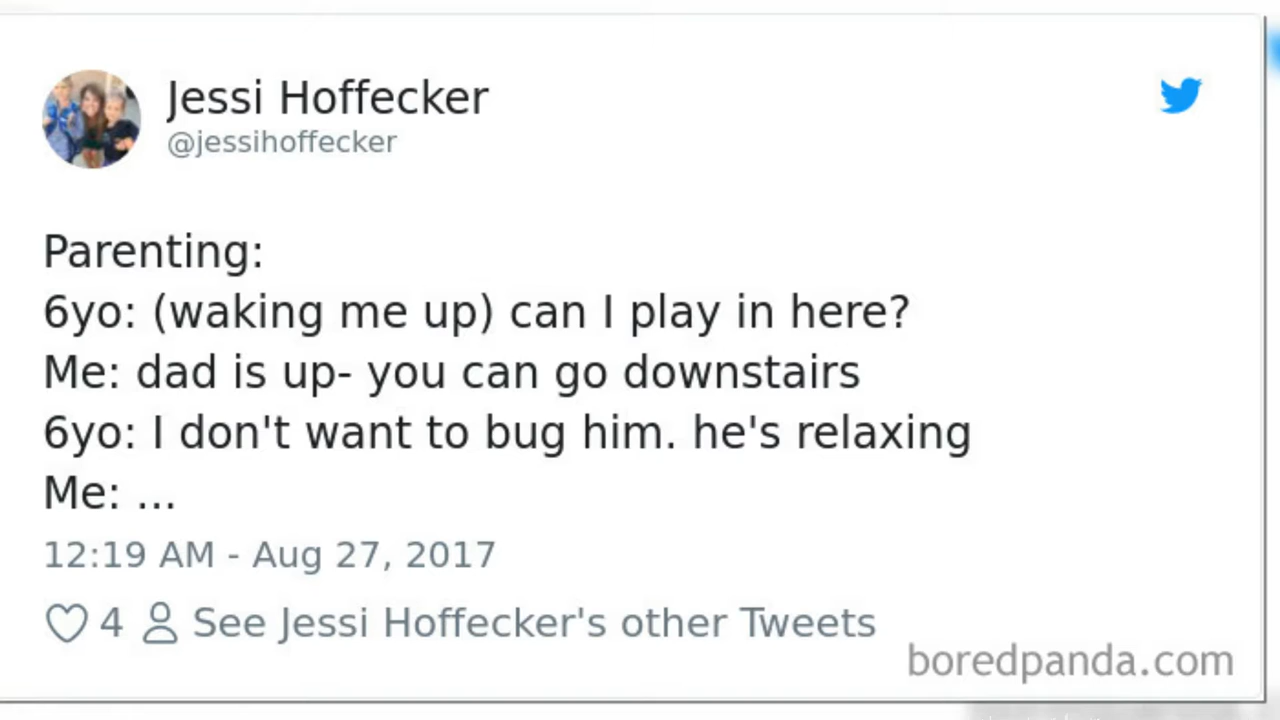 Jessi Hoffecker
@jessihoffecker
Parenting:
6yo: (waking me up) can I play in here?
Me: dad is up- you can go downstairs
6yo: I don't want to bug him. he's relaxing
Me: ...
12:19 AM - Aug 27, 2017
4 See Jessi Hoffecker's other Tweets
boredpanda.com